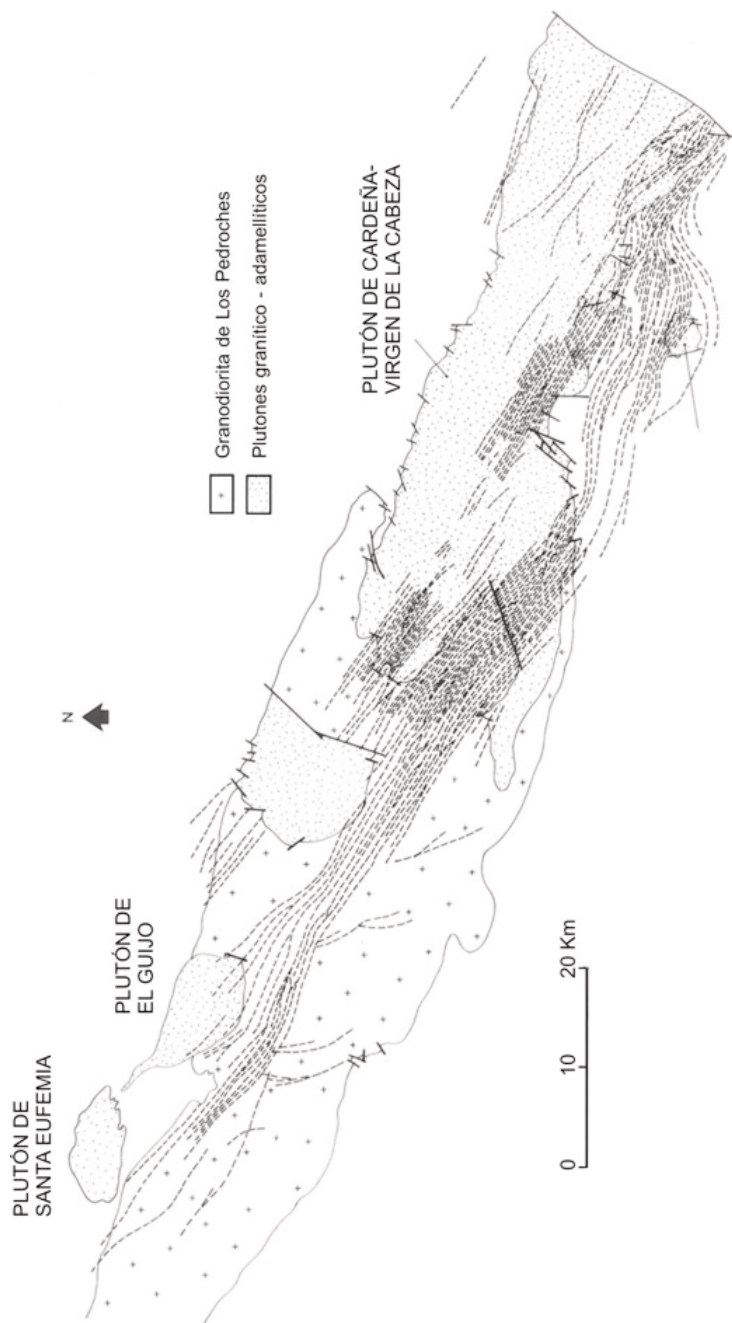 PLUTÓN DE
SANTA EUFEMIA
PLUTÓN DE
EL GUIJO
N
Granodiorita de Los Pedroches
Plutones granítico - adamellíticos
PLUTÓN DE CARDEÑA-
VIRGEN DE LA CABEZA
0 10 20 Km